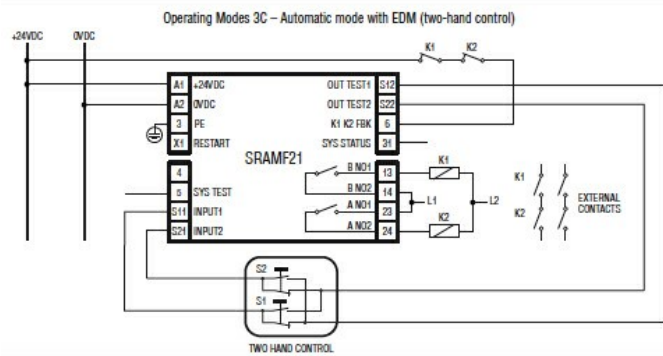 Operating Modes 3C – Automatic mode with EDM (two-hand control)
+24VDC 0VDC
K1 K2
A1 +24VDC OUT TEST1 S12
A2 0VDC OUT TEST2 S22
3 PE K1 K2 FBK 6
X1 RESTART SYS STATUS 31
SRAMF21
4 B NO1 13 K1
5 SYS TEST B NO2 14
S11 INPUT1 A NO1 23 L1 L2
S21 INPUT2 A NO2 24 K2
K1
K2
EXTERNAL
CONTACTS
S2
S1
TWO HAND CONTROL